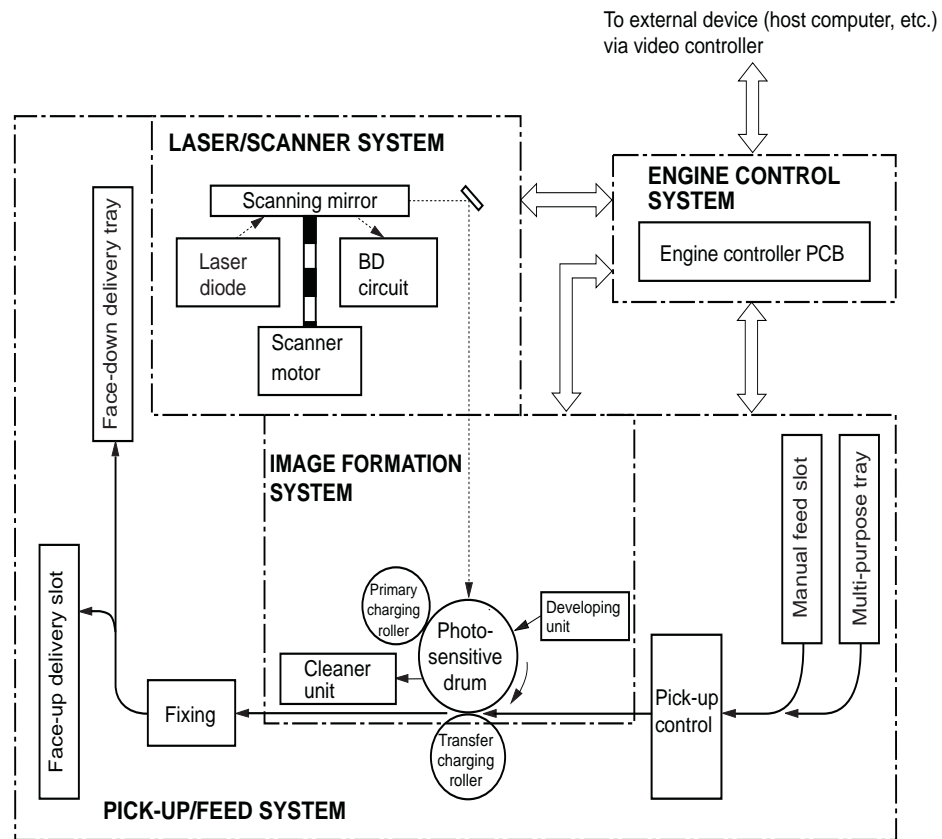 To external device (host computer, etc.)
via video controller
LASER/SCANNER SYSTEM
Scanning mirror
Laser
diode
BD
circuit
Scanner
motor
ENGINE CONTROL
SYSTEM
Engine controller PCB
Face-down delivery tray
Face-up delivery slot
IMAGE FORMATION
SYSTEM
Primary
charging
roller
Photo-
sensitive
drum
Developing
unit
Cleaner
unit
Transfer
charging
roller
Fixing
Pick-up
control
Manual feed slot
Multi-purpose tray
PICK-UP/FEED SYSTEM